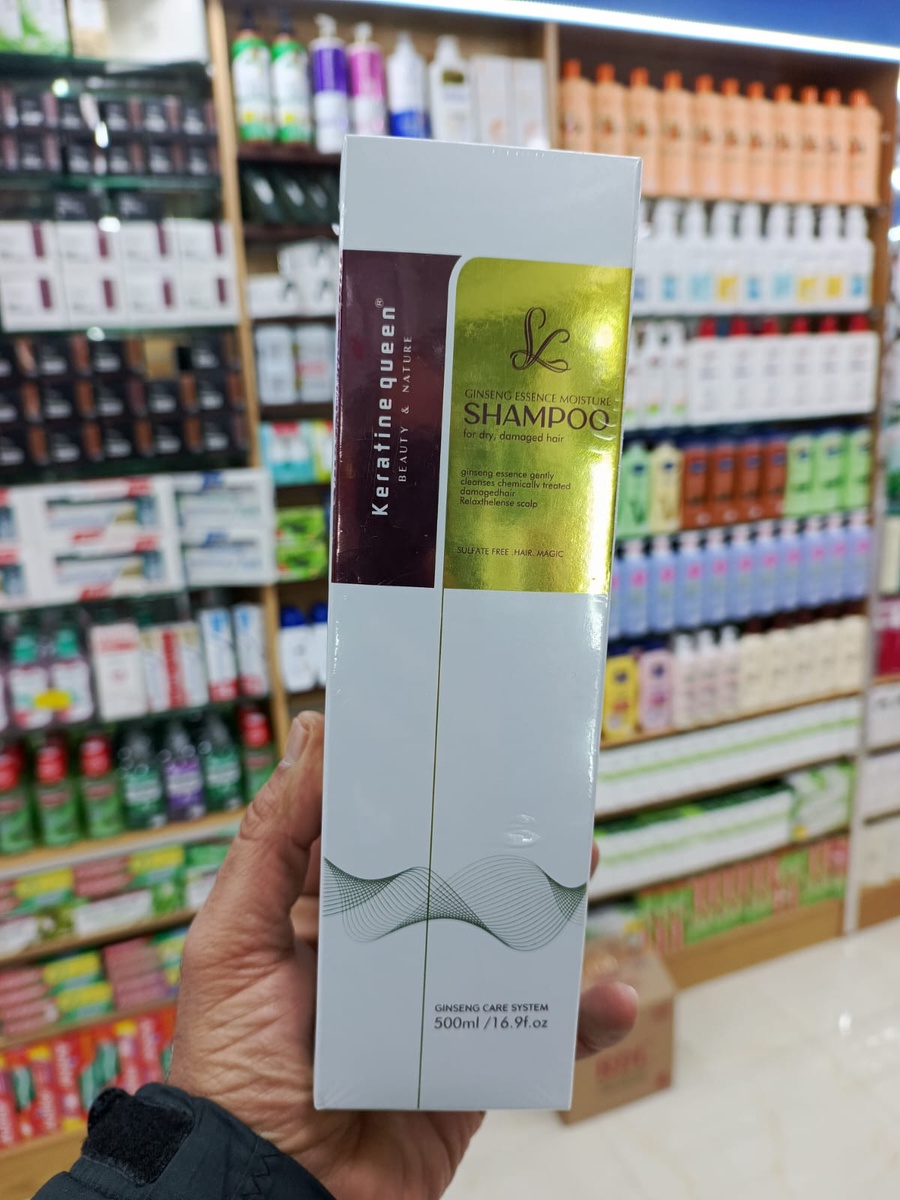 Keratine queen®
BEAUTY & NATURE
GINSENG ESSENCE MOISTURE
SHAMPOO
for dry, damaged hair
ginseng essence gently
cleanses chemically treated
damagedhair
Relaxthelense scalp
SULFATE FREE .HAIR. MAGIC
GINSENG CARE SYSTEM
500ml /16.9f.oz